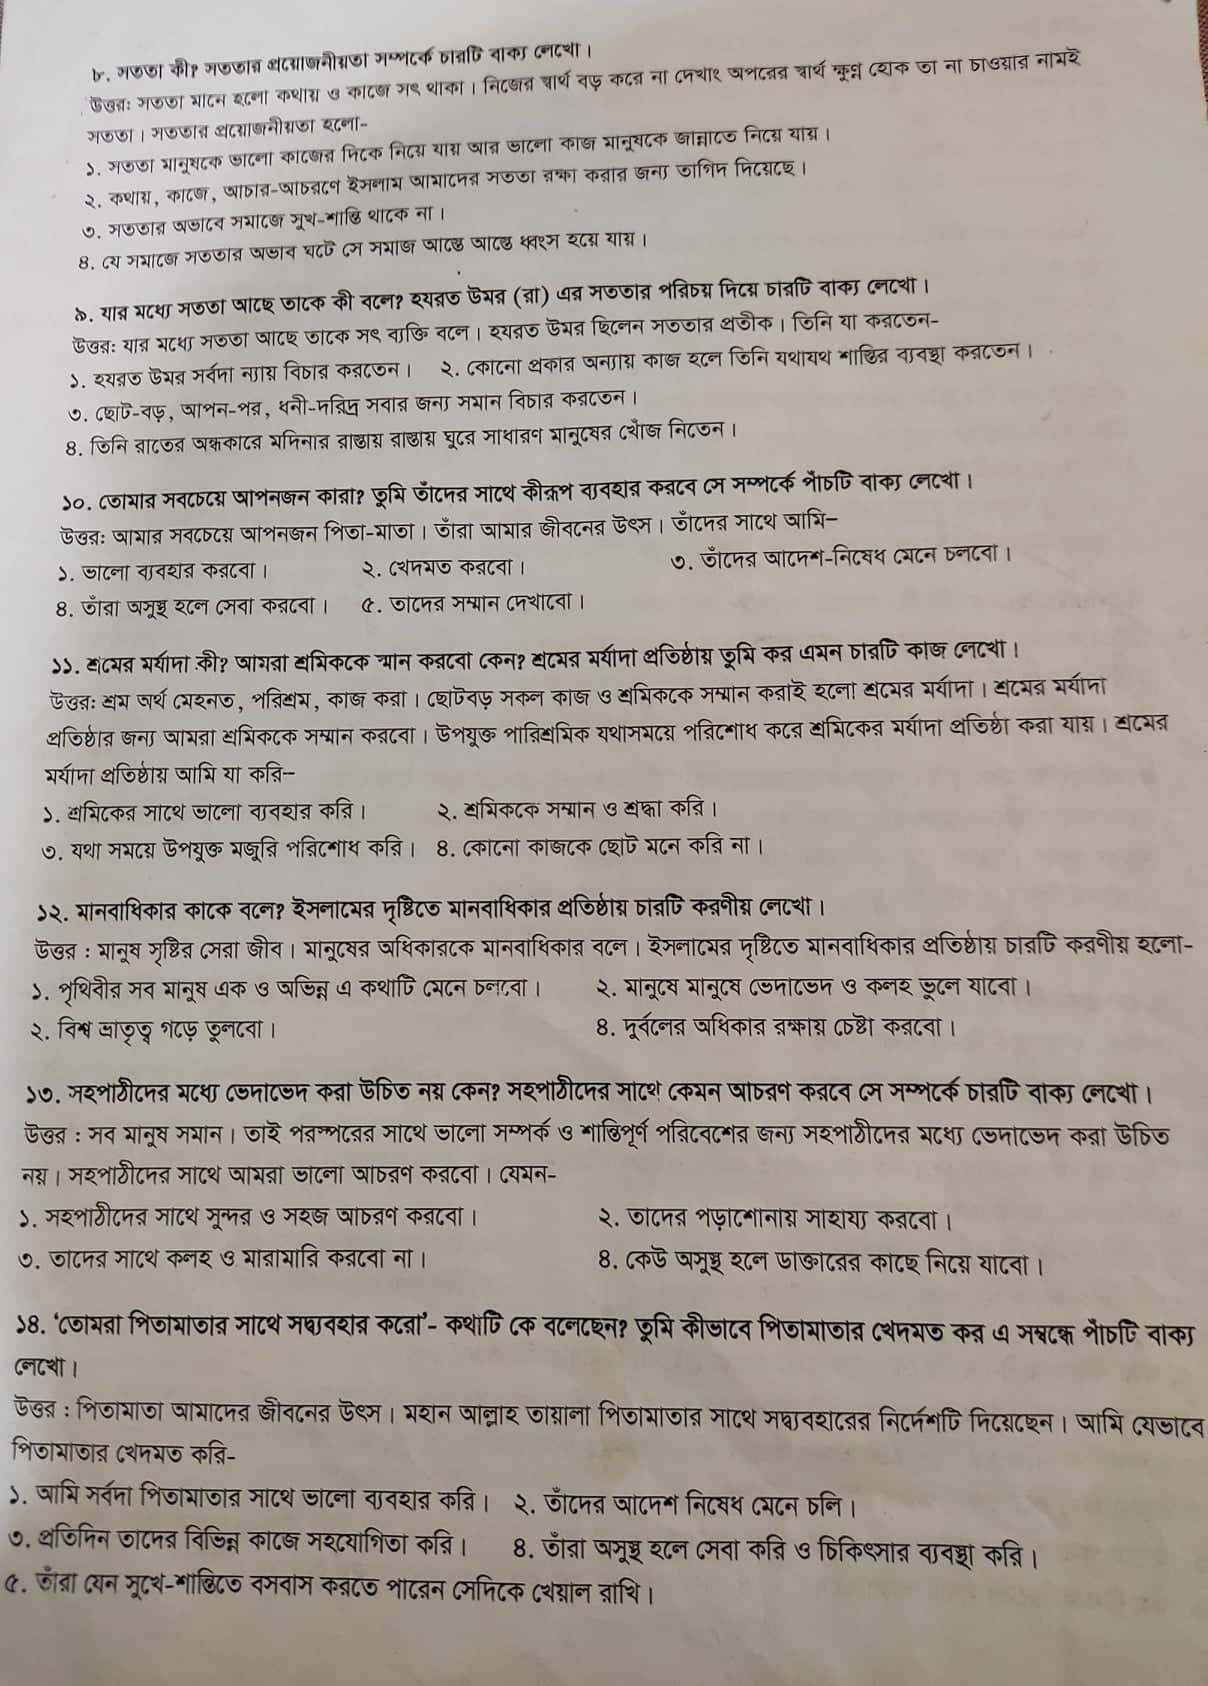 ৮. সততা কী? সততার প্রয়োজনীয়তা সম্পর্কে চারটি বাক্য লেখো।
উত্তর: সততা মানে হলো কথায় ও কাজে সৎ থাকা। নিজের স্বার্থ বড় করে না দেখা অপরের স্বার্থ ক্ষুন্ন হোক তা না চাওয়ার নামই
সততা। সততার প্রয়োজনীয়তা হলো-
১. সততা মানুষকে ভালো কাজের দিকে নিয়ে যায় আর ভালো কাজ মানুষকে জান্নাতে নিয়ে যায়।
২. কথায়, কাজে, আচার-আচরণে ইসলাম আমাদের সততা রক্ষা করার জন্য তাগিদ দিয়েছে।
৩. সততার অভাবে সমাজে সুখ-শান্তি থাকে না।
৪. যে সমাজে সততার অভাব ঘটে সে সমাজ আস্তে আস্তে ধ্বংস হয়ে যায়।
৯. যার মধ্যে সততা আছে তাকে কী বলে? হযরত উমর (রা) এর সততার পরিচয় দিয়ে চারটি বাক্য লেখো।
উত্তর: যার মধ্যে সততা আছে তাকে সৎ ব্যক্তি বলে। হযরত উমর ছিলেন সততার প্রতীক। তিনি যা করতেন-
১. হযরত উমর সর্বদা ন্যায় বিচার করতেন। ২. কোনো প্রকার অন্যায় কাজ হলে তিনি যথাযথ শাস্তির ব্যবস্থা করতেন।
৩. ছোট-বড়, আপন-পর, ধনী-দরিদ্র সবার জন্য সমান বিচার করতেন।
৪. তিনি রাতের অন্ধকারে মদিনার রাস্তায় রাস্তায় ঘুরে সাধারণ মানুষের খোঁজ নিতেন।
১০. তোমার সবচেয়ে আপনজন কারা? তুমি তাঁদের সাথে কীরূপ ব্যবহার করবে সে সম্পর্কে পাঁচটি বাক্য লেখো।
উত্তর: আমার সবচেয়ে আপনজন পিতা-মাতা। তাঁরা আমার জীবনের উৎস। তাঁদের সাথে আমি–
১. ভালো ব্যবহার করবো। ২. খেদমত করবো। ৩. তাঁদের আদেশ-নিষেধ মেনে চলবো।
৪. তাঁরা অসুস্থ হলে সেবা করবো। ৫. তাদের সম্মান দেখাবো।
১১. শ্রমের মর্যাদা কী? আমরা শ্রমিককে মান করবো কেন? শ্রমের মর্যাদা প্রতিষ্ঠায় তুমি কর এমন চারটি কাজ লেখো।
উত্তর: শ্রম অর্থ মেহনত, পরিশ্রম, কাজ করা। ছোটবড় সকল কাজ ও শ্রমিককে সম্মান করাই হলো শ্রমের মর্যাদা। শ্রমের মর্যাদা
প্রতিষ্ঠার জন্য আমরা শ্রমিককে সম্মান করবো। উপযুক্ত পারিশ্রমিক যথাসময়ে পরিশোধ করে শ্রমিকের মর্যাদা প্রতিষ্ঠা করা যায়। শ্রমের
মর্যাদা প্রতিষ্ঠায় আমি যা করি–
১. শ্রমিকের সাথে ভালো ব্যবহার করি। ২. শ্রমিককে সম্মান ও শ্রদ্ধা করি।
৩. যথা সময়ে উপযুক্ত মজুরি পরিশোধ করি। ৪. কোনো কাজকে ছোট মনে করি না।
১২. মানবাধিকার কাকে বলে? ইসলামের দৃষ্টিতে মানবাধিকার প্রতিষ্ঠায় চারটি করণীয় লেখো।
উত্তর : মানুষ সৃষ্টির সেরা জীব। মানুষের অধিকারকে মানবাধিকার বলে। ইসলামের দৃষ্টিতে মানবাধিকার প্রতিষ্ঠায় চারটি করণীয় হলো-
১. পৃথিবীর সব মানুষ এক ও অভিন্ন এ কথাটি মেনে চলবো। ২. মানুষে মানুষে ভেদাভেদ ও কলহ ভুলে যাবো।
২. বিশ্ব ভ্রাতৃত্ব গড়ে তুলবো। ৪. দুর্বলের অধিকার রক্ষায় চেষ্টা করবো।
১৩. সহপাঠীদের মধ্যে ভেদাভেদ করা উচিত নয় কেন? সহপাঠীদের সাথে কেমন আচরণ করবে সে সম্পর্কে চারটি বাক্য লেখো।
উত্তর : সব মানুষ সমান। তাই পরস্পরের সাথে ভালো সম্পর্ক ও শান্তিপূর্ণ পরিবেশের জন্য সহপাঠীদের মধ্যে ভেদাভেদ করা উচিত
নয়। সহপাঠীদের সাথে আমরা ভালো আচরণ করবো। যেমন-
১. সহপাঠীদের সাথে সুন্দর ও সহজ আচরণ করবো। ২. তাদের পড়াশোনায় সাহায্য করবো।
৩. তাদের সাথে কলহ ও মারামারি করবো না। ৪. কেউ অসুস্থ হলে ডাক্তারের কাছে নিয়ে যাবো।
১৪. ‘তোমরা পিতামাতার সাথে সদ্ব্যবহার করো’- কথাটি কে বলেছেন? তুমি কীভাবে পিতামাতার খেদমত কর এ সম্বন্ধে পাঁচটি বাক্য
লেখো।
উত্তর : পিতামাতা আমাদের জীবনের উৎস। মহান আল্লাহ তায়ালা পিতামাতার সাথে সদ্ব্যবহারের নির্দেশটি দিয়েছেন। আমি যেভাবে
পিতামাতার খেদমত করি-
১. আমি সর্বদা পিতামাতার সাথে ভালো ব্যবহার করি। ২. তাঁদের আদেশ নিষেধ মেনে চলি।
৩. প্রতিদিন তাদের বিভিন্ন কাজে সহযোগিতা করি। ৪. তাঁরা অসুস্থ হলে সেবা করি ও চিকিৎসার ব্যবস্থা করি।
৫. তাঁরা যেন সুখে-শান্তিতে বসবাস করতে পারেন সেদিকে খেয়াল রাখি।